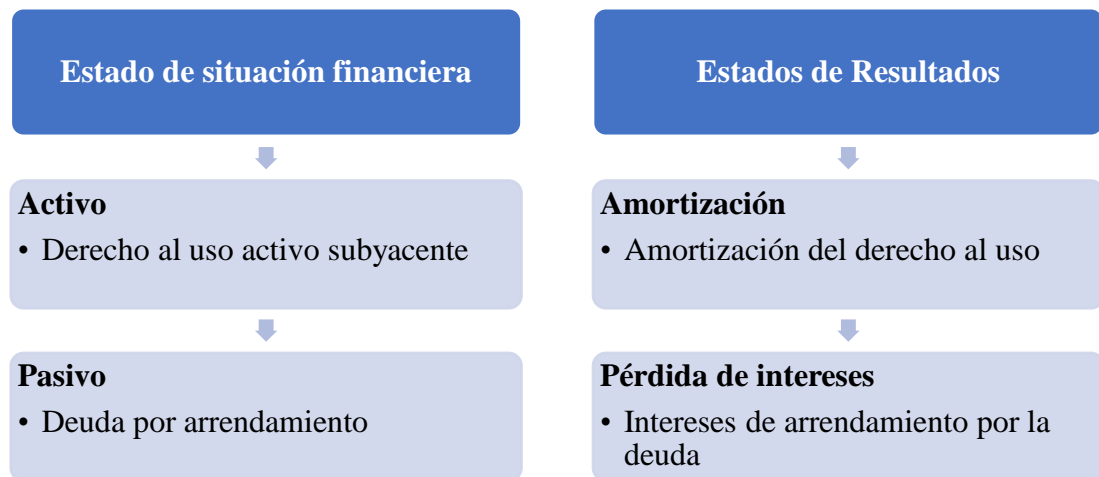 Estado de situación financiera
Activo
• Derecho al uso activo subyacente
Pasivo
• Deuda por arrendamiento
Estados de Resultados
Amortización
• Amortización del derecho al uso
Pérdida de intereses
• Intereses de arrendamiento por la
deuda